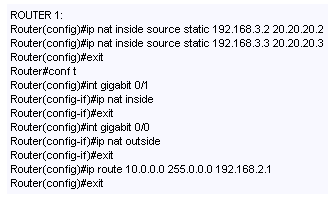 ROUTER 1:
Router(config)#ip nat inside source static 192.168.3.2 20.20.20.2
Router(config)#ip nat inside source static 192.168.3.3 20.20.20.3
Router(config)#exit
Router#conf t
Router(config)#int gigabit 0/1
Router(config-if)#ip nat inside
Router(config-if)#exit
Router(config)#int gigabit 0/0
Router(config-if)#ip nat outside
Router(config-if)#exit
Router(config)#ip route 10.0.0.0 255.0.0.0 192.168.2.1
Router(config)#exit